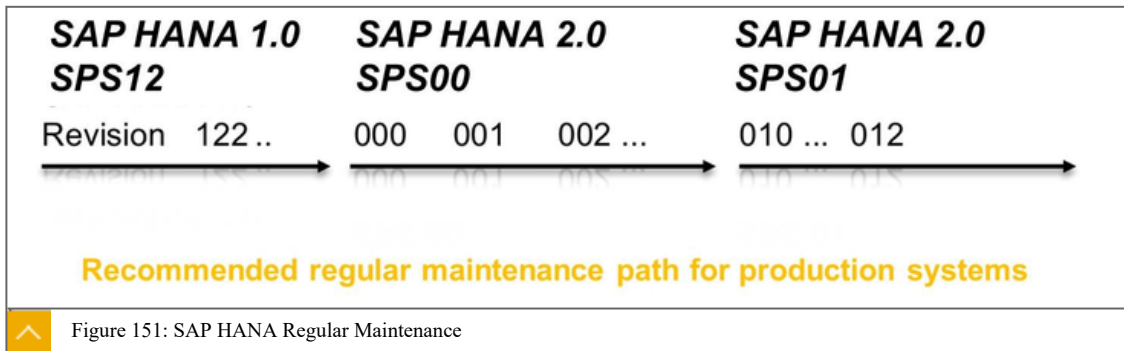 SAP HANA 1.0 SAP HANA 2.0 SAP HANA 2.0
SPS12 SPS00 SPS01
Revision 122 .. 000 001 002 ... 010 ... 012
Recommended regular maintenance path for production systems
Figure 151: SAP HANA Regular Maintenance